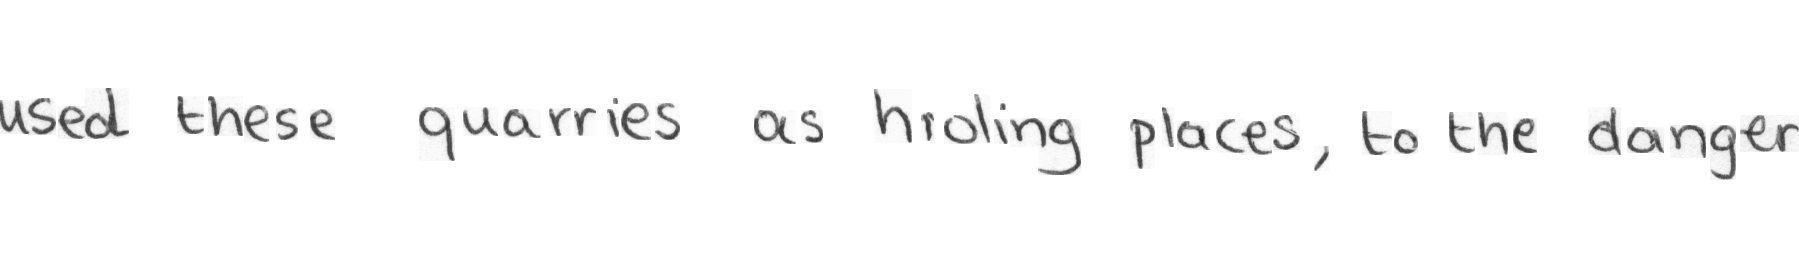 used these quarries as hiding places, to the danger